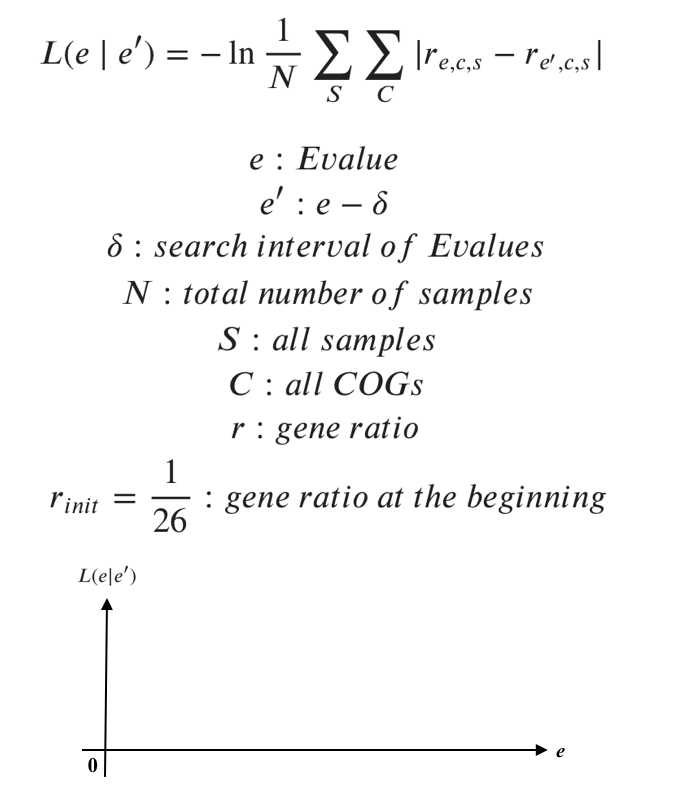 L(e | e′) = − ln 1/N ∑_S ∑_C |r_{e,c,s} − r_{e′,c,s}|
e : Evalue
e′ : e − δ
δ : search interval of Evalues
N : total number of samples
S : all samples
C : all COGs
r : gene ratio
r_{init} = 1/26 : gene ratio at the beginning
L(e|e′)
0
e